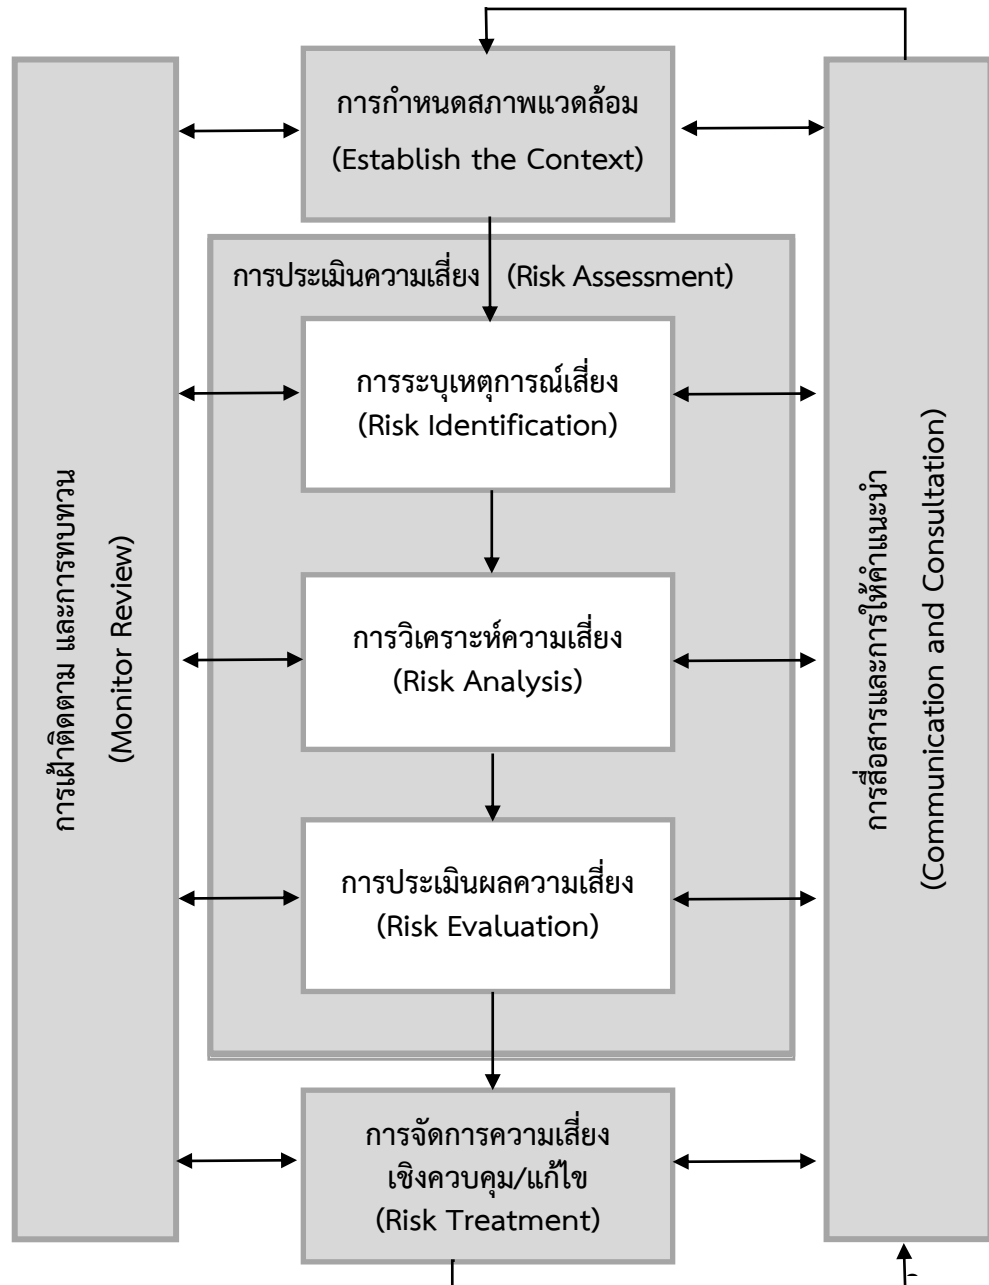 การกำหนดสภาพแวดล้อม
(Establish the Context)
การประเมินความเสี่ยง (Risk Assessment)
การระบุเหตุการณ์เสี่ยง
(Risk Identification)
การวิเคราะห์ความเสี่ยง
(Risk Analysis)
การประเมินผลความเสี่ยง
(Risk Evaluation)
การจัดการความเสี่ยง
เชิงควบคุม/แก้ไข
(Risk Treatment)
การเฝ้าติดตาม และการทบทวน
(Monitor Review)
การสื่อสารและการให้คำแนะนำ
(Communication and Consultation)